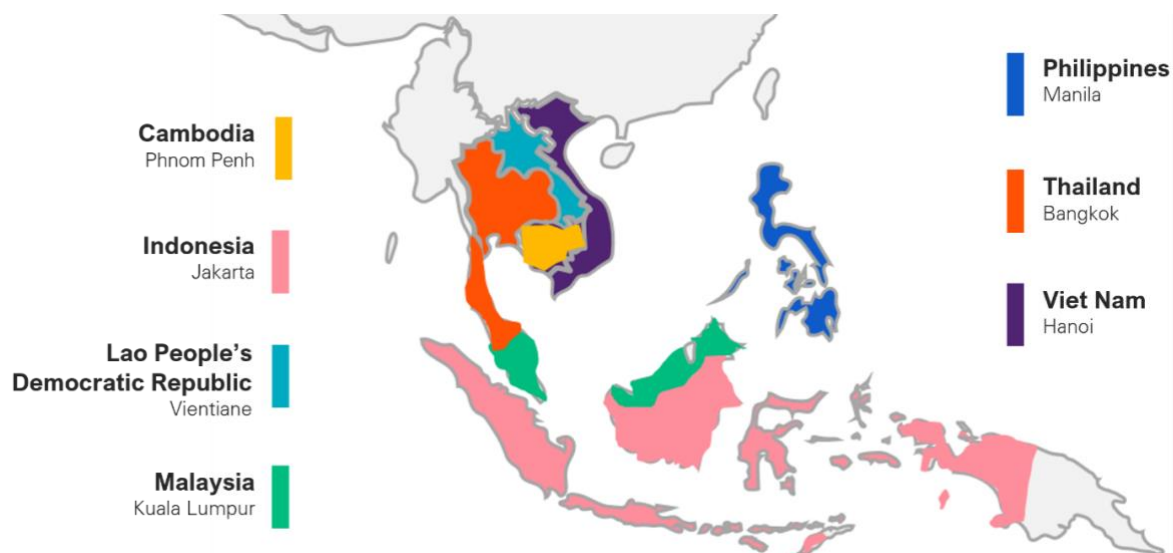 Cambodia
Phnom Penh
Indonesia
Jakarta
Lao People’s
Democratic Republic
Vientiane
Malaysia
Kuala Lumpur
Philippines
Manila
Thailand
Bangkok
Viet Nam
Hanoi